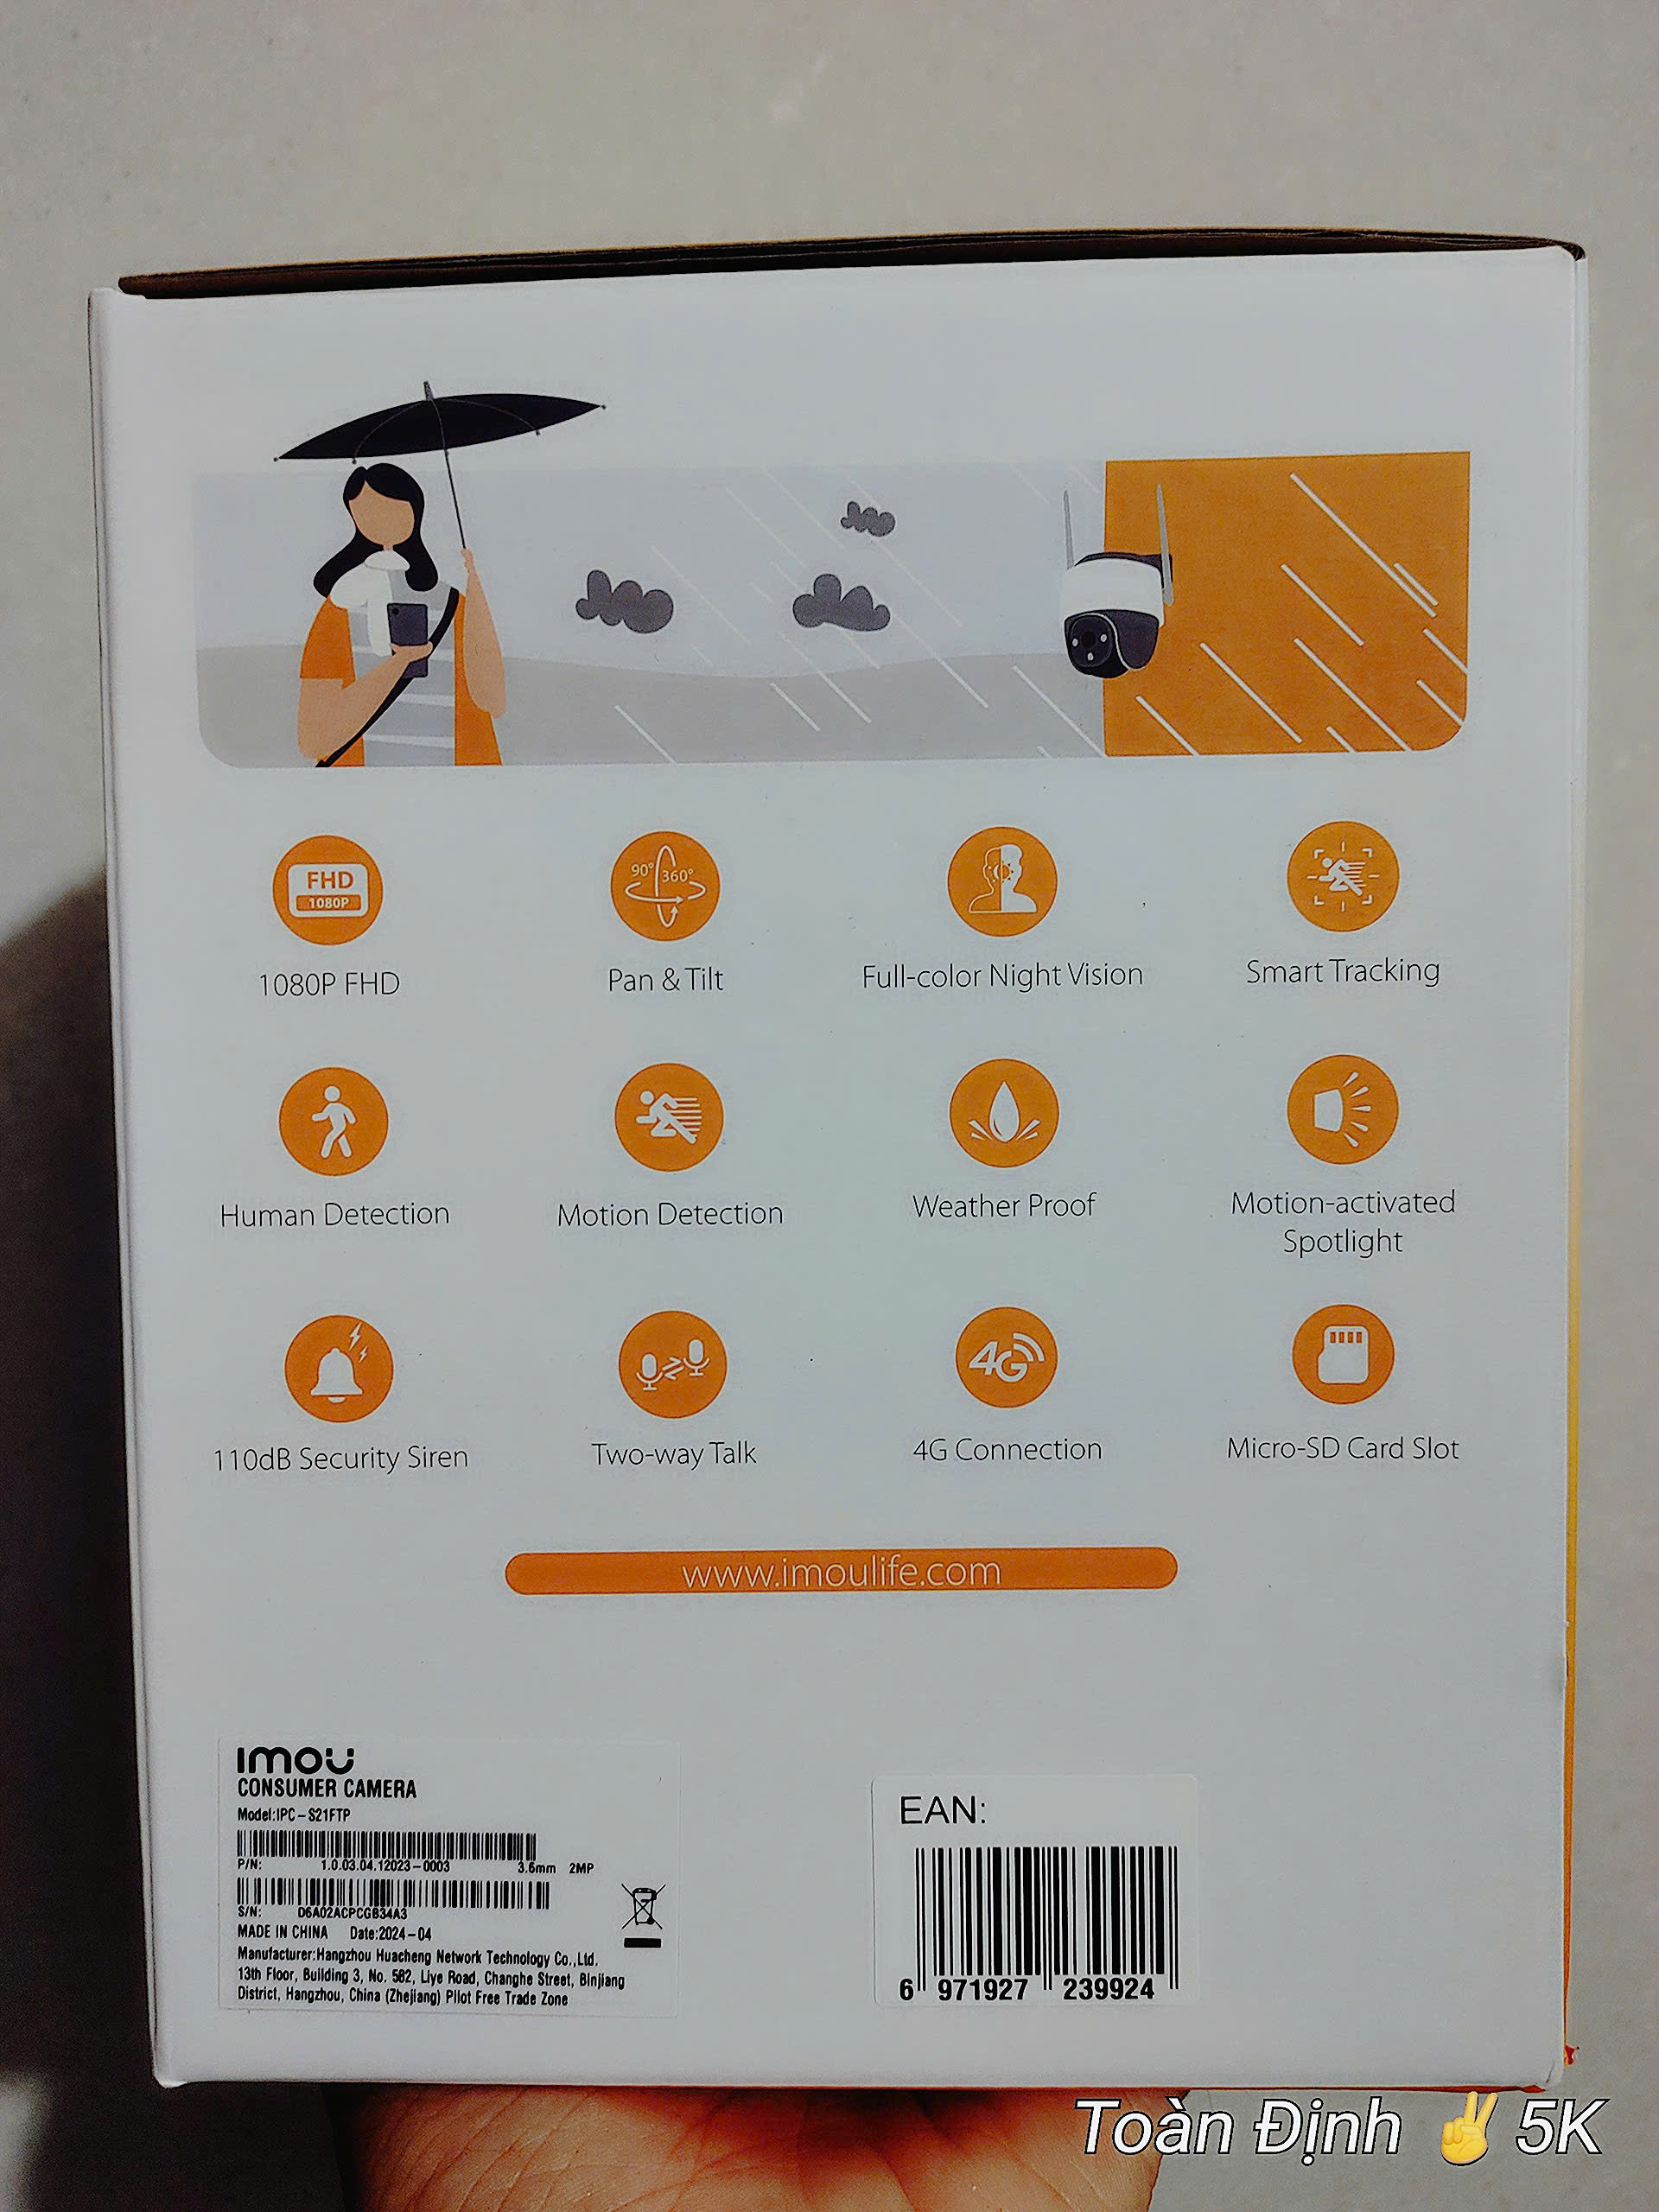 FHD
1080P
90° 360°
1080P FHD
Pan & Tilt
Full-color Night Vision
Smart Tracking
Human Detection
Motion Detection
Weather Proof
Motion-activated
Spotlight
4G
110dB Security Siren
Two-way Talk
4G Connection
Micro-SD Card Slot
www.imoulife.com
imou
CONSUMER CAMERA
Model:IPC-S21FTP
P/N: 1.0.03.04.12023-0003 3.6mm 2MP
S/N: D6A02ACPCGB34A3
MADE IN CHINA Date:2024-04
Manufacturer:Hangzhou Huacheng Network Technology Co.,Ltd.
13th Floor, Building 3, No. 582, Liye Road, Changhe Street, Binjiang
District, Hangzhou, China (Zhejiang) Pilot Free Trade Zone
EAN:
6 971927 239924
Toàn Định ✌️ 5K